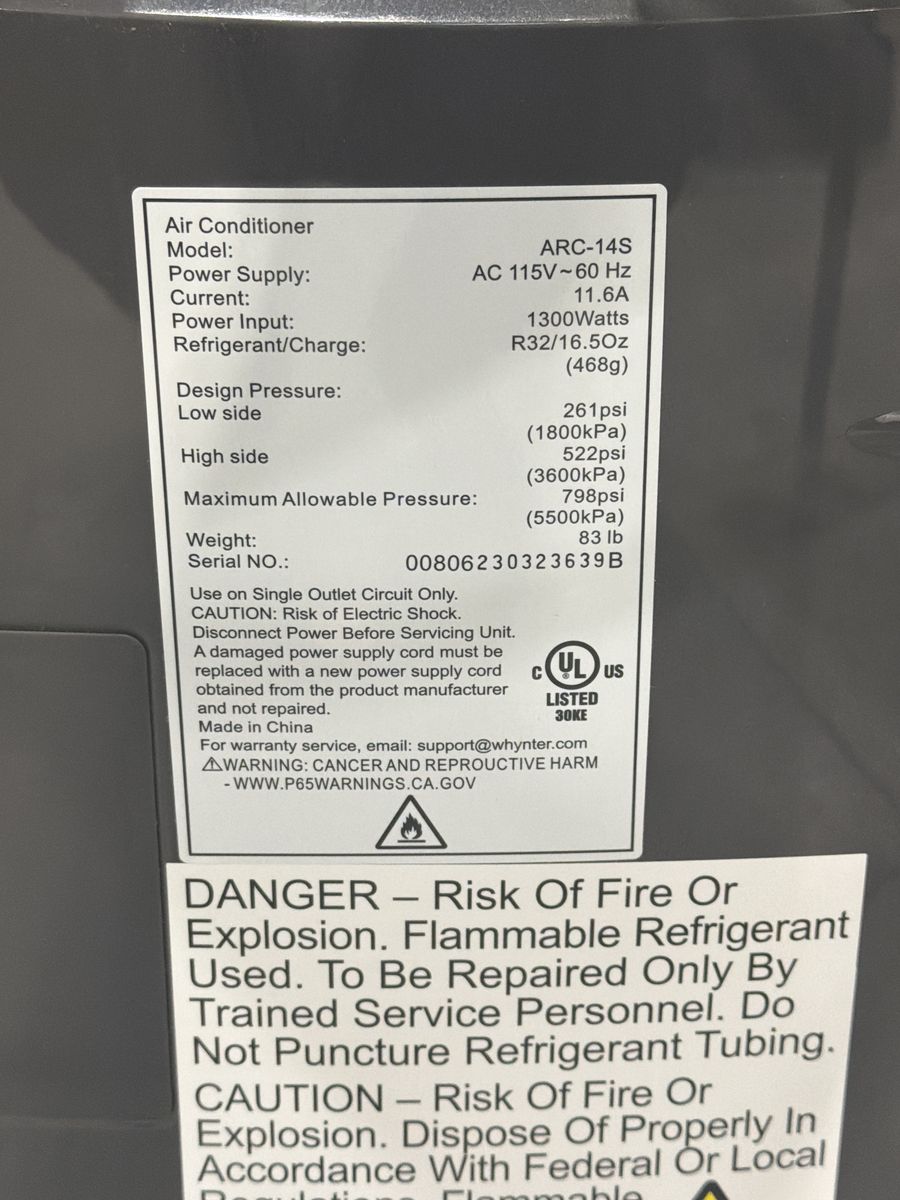 Air Conditioner
Model: ARC-14S
Power Supply: AC 115V~60 Hz
Current: 11.6A
Power Input: 1300Watts
Refrigerant/Charge: R32/16.5Oz
(468g)
Design Pressure:
Low side 261psi
(1800kPa)
High side 522psi
(3600kPa)
Maximum Allowable Pressure: 798psi
(5500kPa)
Weight: 83 lb
Serial NO.: 00806230323639B
Use on Single Outlet Circuit Only.
CAUTION: Risk of Electric Shock.
Disconnect Power Before Servicing Unit.
A damaged power supply cord must be
replaced with a new power supply cord
obtained from the product manufacturer
and not repaired.
C UL® US
LISTED
30KE
Made in China
For warranty service, email: support@whynter.com
⚠WARNING: CANCER AND REPROUCTIVE HARM
- WWW.P65WARNINGS.CA.GOV
DANGER – Risk Of Fire Or
Explosion. Flammable Refrigerant
Used. To Be Repaired Only By
Trained Service Personnel. Do
Not Puncture Refrigerant Tubing.
CAUTION – Risk Of Fire Or
Explosion. Dispose Of Properly In
Accordance With Federal Or Local
Regulations. Flammable